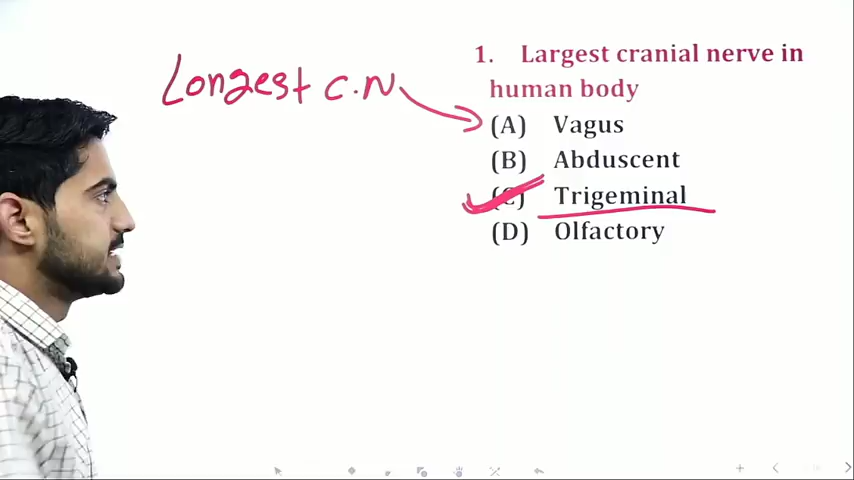 Longest C.N
1. Largest cranial nerve in
human body
(A) Vagus
(B) Abduscent
(C) Trigeminal
(D) Olfactory